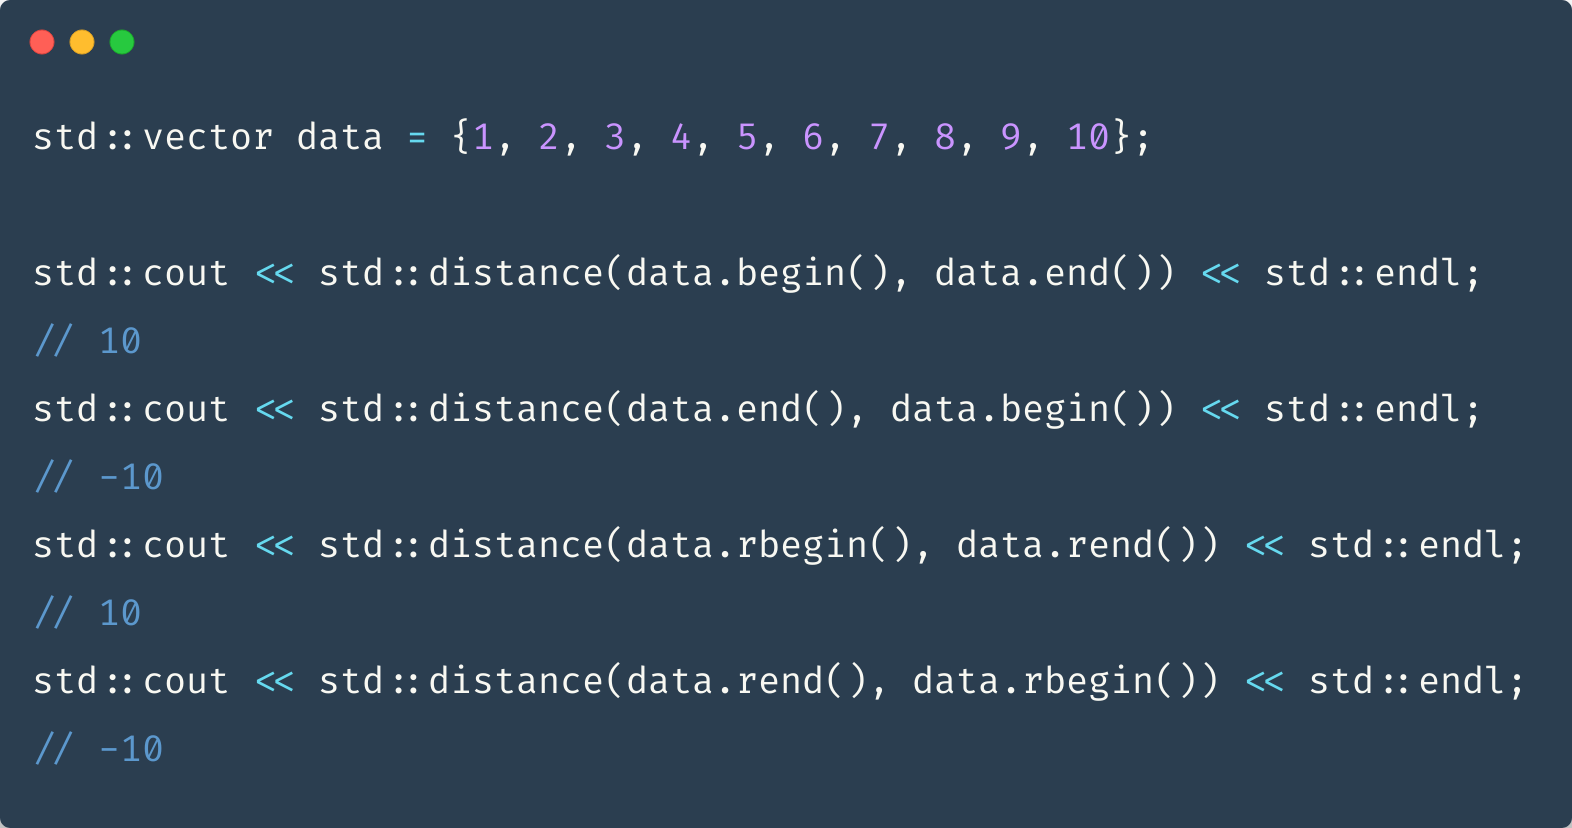 std::vector data = {1, 2, 3, 4, 5, 6, 7, 8, 9, 10};
std::cout << std::distance(data.begin(), data.end()) << std::endl;
// 10
std::cout << std::distance(data.end(), data.begin()) << std::endl;
// -10
std::cout << std::distance(data.rbegin(), data.rend()) << std::endl;
// 10
std::cout << std::distance(data.rend(), data.rbegin()) << std::endl;
// -10